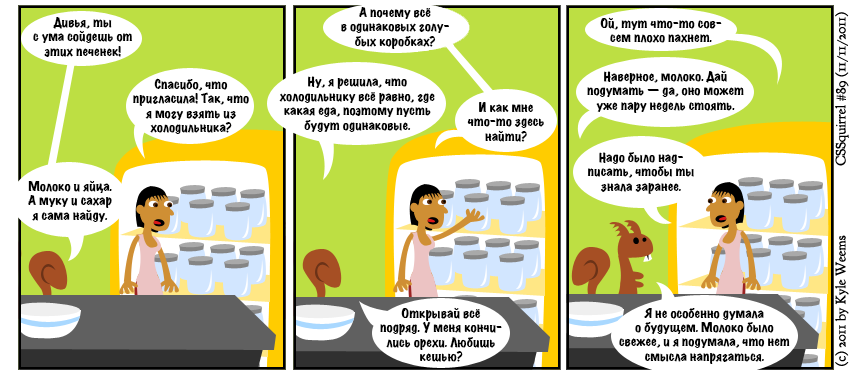 Дивья, ты
с ума сойдешь от
этих печенек!
Спасибо, что
пригласила! Так, что
я могу взять из
холодильника?
Молоко и яйца.
А муку и сахар
я сама найду.
А почему всё
в одинаковых голу-
бых коробках?
Ну, я решила, что
холодильнику всё равно, где
какая еда, поэтому пусть
будут одинаковые.
И как мне
что-то здесь
найти?
Открывай всё
подряд. У меня кончи-
лись орехи. Любишь
кешью?
Ой, тут что-то сов-
сем плохо пахнет.
Наверное, молоко. Дай
подумать — да, оно может
уже пару недель стоять.
Надо было над-
писать, чтобы ты
знала заранее.
Я не особенно думала
о будущем. Молоко было
свежее, и я подумала, что нет
смысла напрягаться.
(c) 2011 by Kyle Weems
CSSquirrel #89 (11/11/2011)